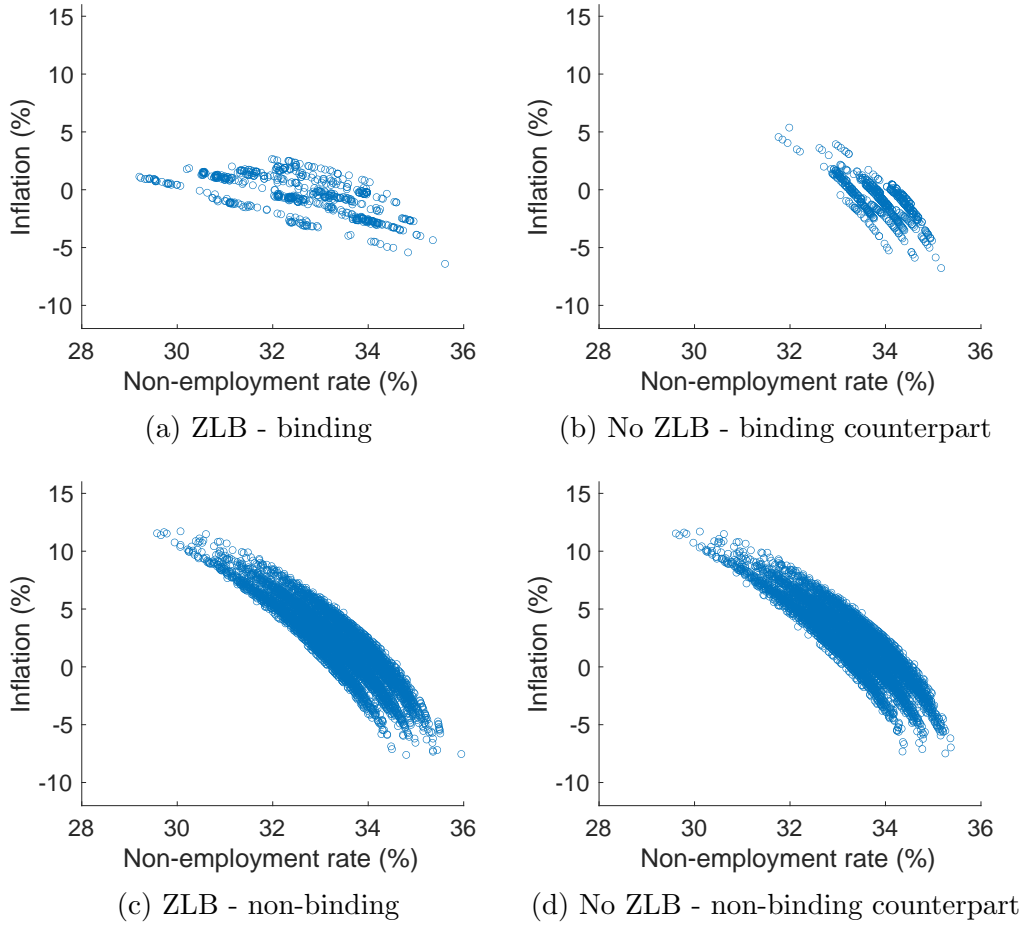 15
10
5
0
-5
-10
28 30 32 34 36
Inflation (%)
Non-employment rate (%)
(a) ZLB - binding
15
10
5
0
-5
-10
28 30 32 34 36
Inflation (%)
Non-employment rate (%)
(b) No ZLB - binding counterpart
15
10
5
0
-5
-10
28 30 32 34 36
Inflation (%)
Non-employment rate (%)
(c) ZLB - non-binding
15
10
5
0
-5
-10
28 30 32 34 36
Inflation (%)
Non-employment rate (%)
(d) No ZLB - non-binding counterpart